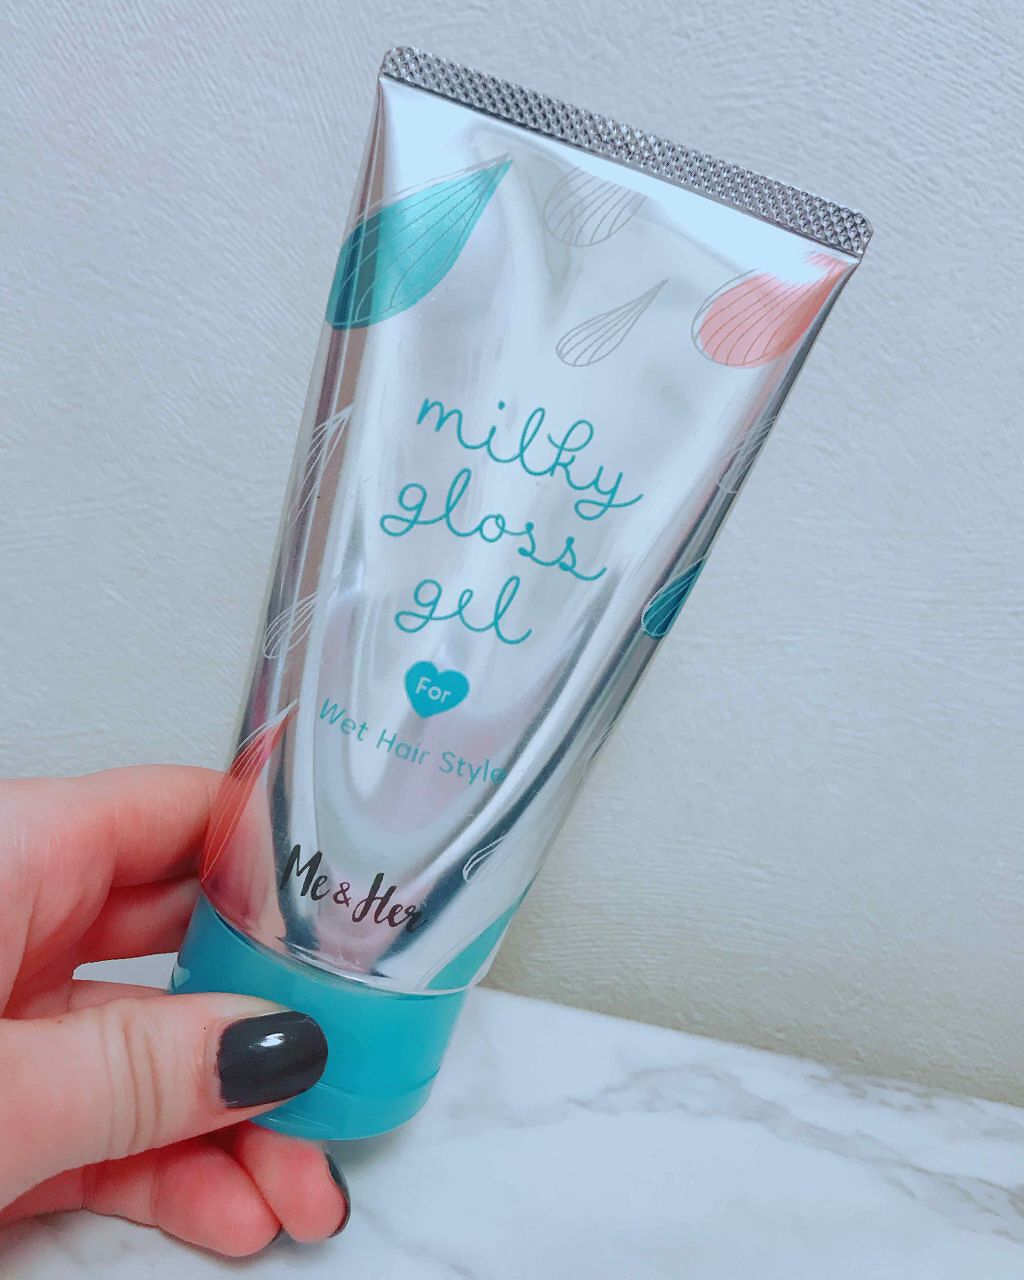 milky
gloss
gel
For
Wet Hair Style
Me & Her